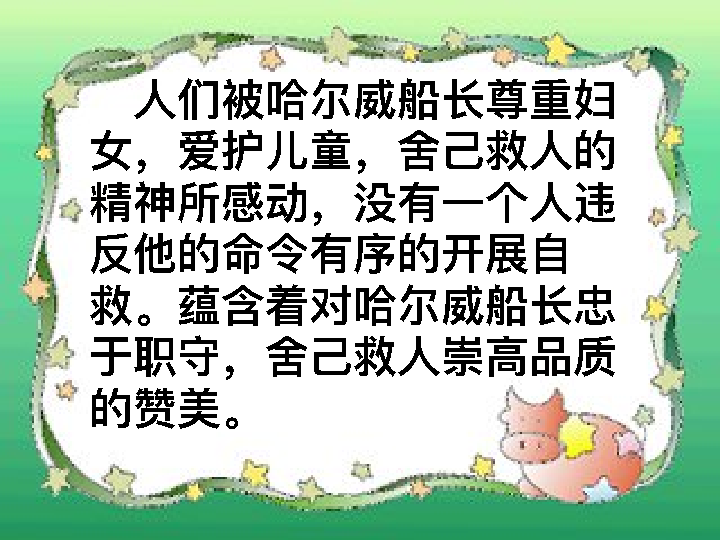 人们被哈尔威船长尊重妇
女，爱护儿童，舍己救人的
精神所感动，没有一个人违
反他的命令有序的开展自
救。蕴含着对哈尔威船长忠
于职守，舍己救人崇高品质
的赞美。